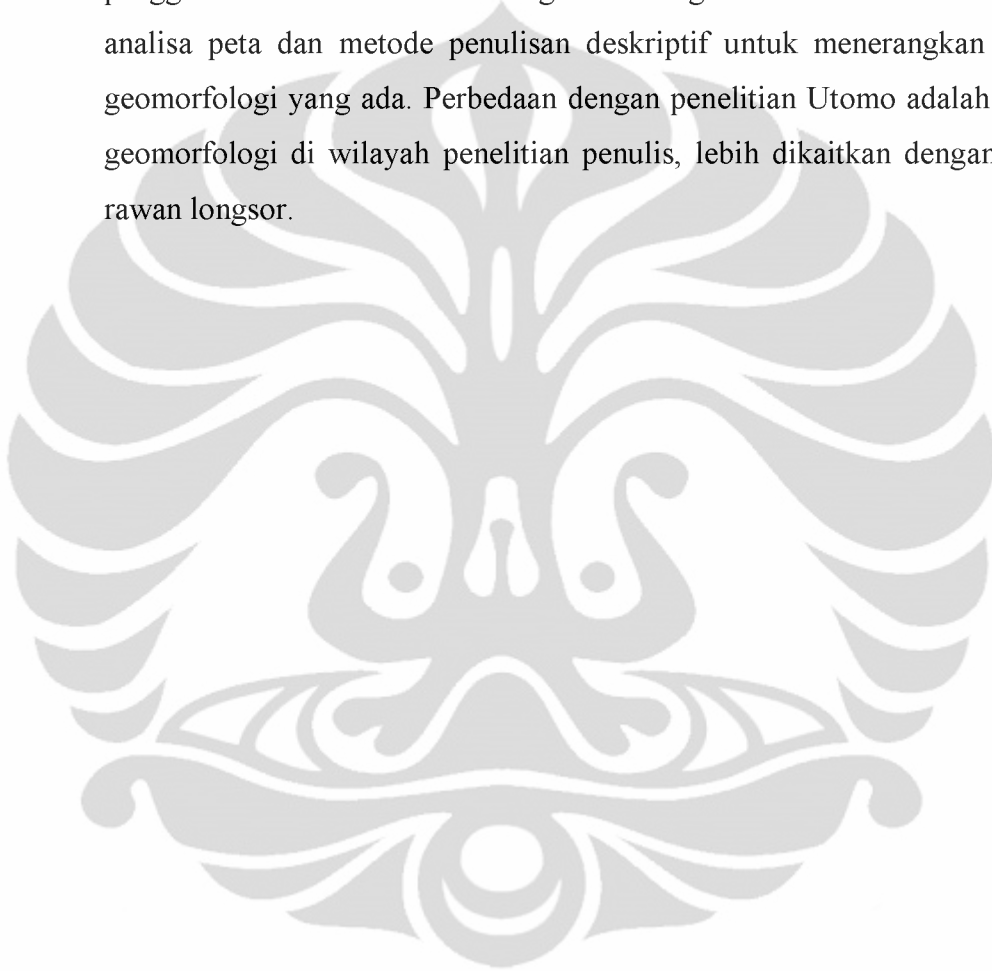 analisa peta dan metode penulisan deskriptif untuk menerangkan
geomorfologi yang ada. Perbedaan dengan penelitian Utomo adalah
geomorfologi di wilayah penelitian penulis, lebih dikaitkan dengan
rawan longsor.